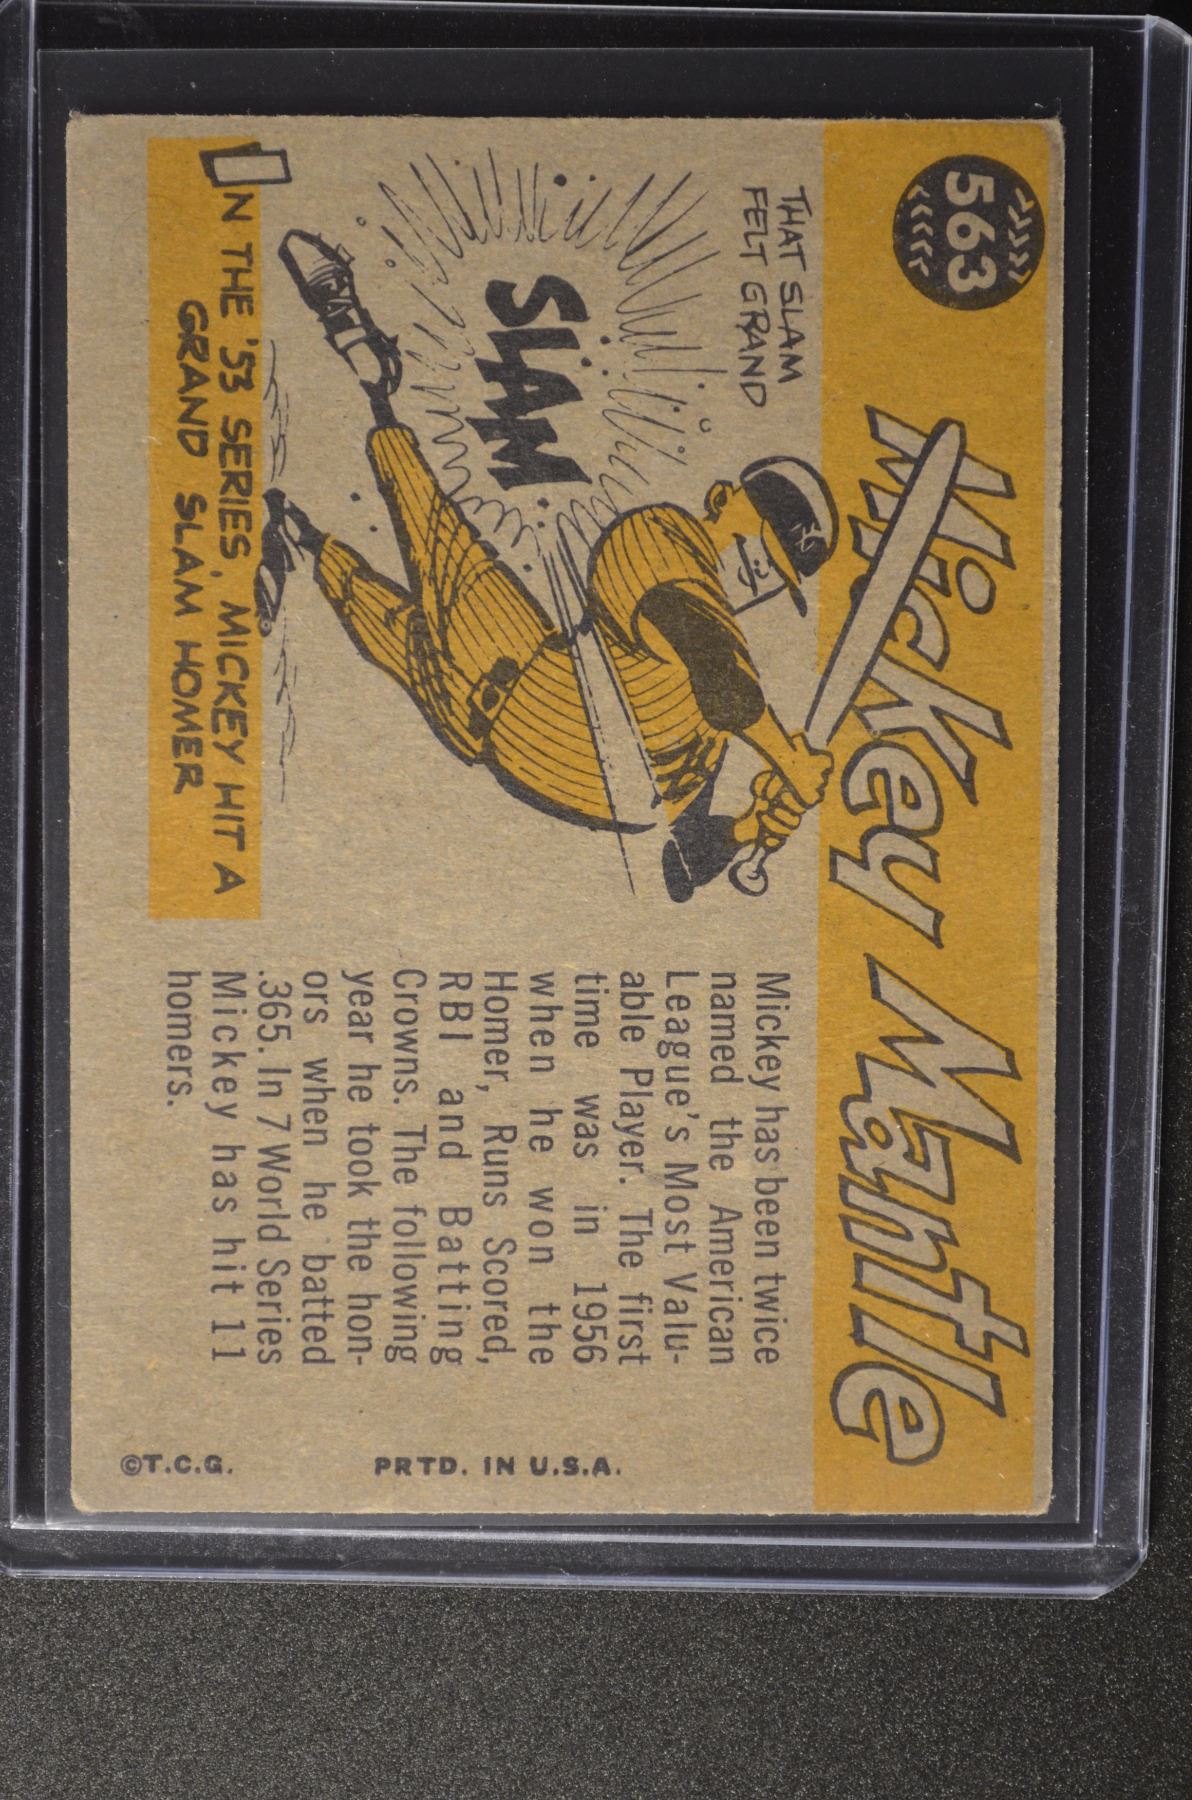 563
Mickey Mantle
THAT SLAM
FELT GRAND
SLAM
IN THE '53 SERIES, MICKEY HIT A
GRAND SLAM HOMER
Mickey has been twice
named the American
League's Most Valu-
able Player. The first
time was in 1956
when he won the
Homer, Runs Scored,
RBI and Batting
Crowns. The following
year he took the hon-
ors when he batted
.365. In 7 World Series
Mickey has hit 11
homers.
©T.C.G.
PRTD. IN U.S.A.